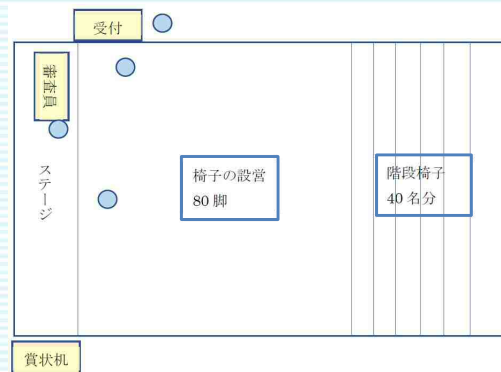 受付
審査員
ステージ
椅子の設営
80 脚
階段椅子
40 名分
賞状机